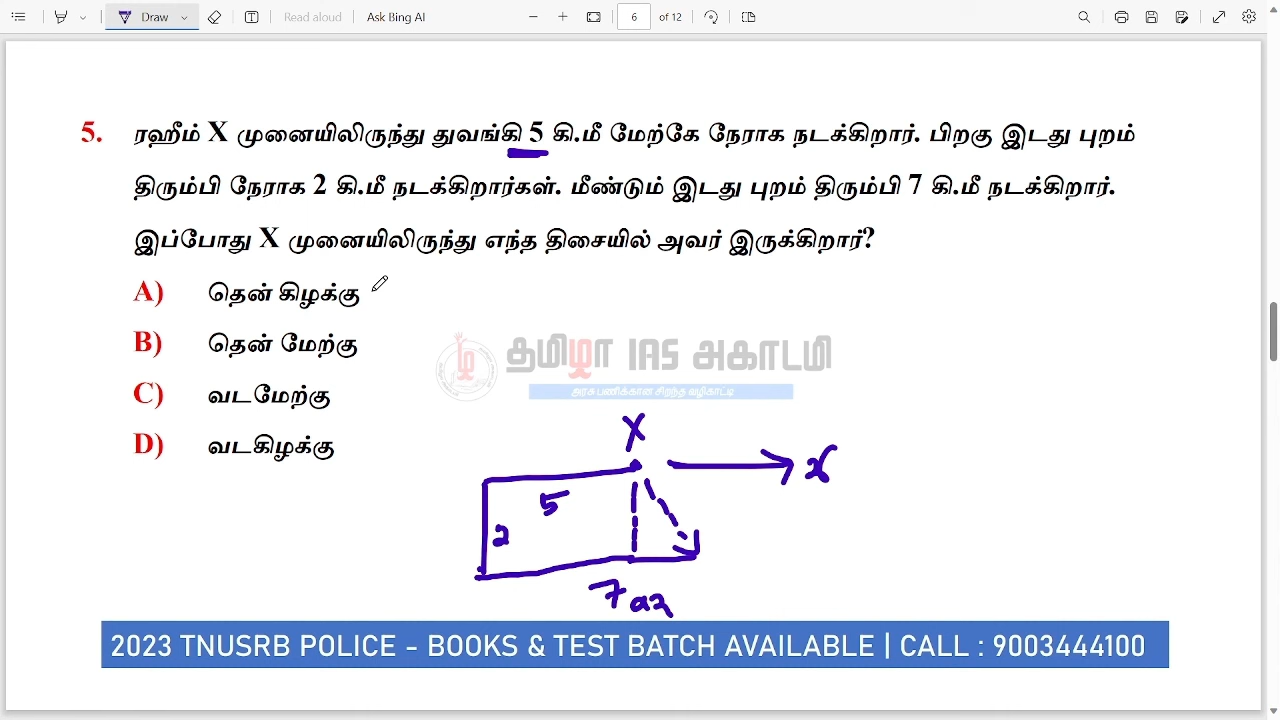 Draw
Read aloud
Ask Bing AI
6 of 12
5. ரஹீம் X முனையிலிருந்து துவங்கி 5 கி.மீ மேற்கே நேராக நடக்கிறார். பிறகு இடது புறம்
திரும்பி நேராக 2 கி.மீ நடக்கிறார்கள். மீண்டும் இடது புறம் திரும்பி 7 கி.மீ நடக்கிறார்.
இப்போது X முனையிலிருந்து எந்த திசையில் அவர் இருக்கிறார்?
A) தென் கிழக்கு
B) தென் மேற்கு
தமிழா IAS அகாடமி
அரசு பணிக்கான சிறந்த வழிகாட்டி
C) வடமேற்கு
D) வடகிழக்கு
X
5
2
7
2023 TNUSRB POLICE - BOOKS & TEST BATCH AVAILABLE | CALL : 9003444100